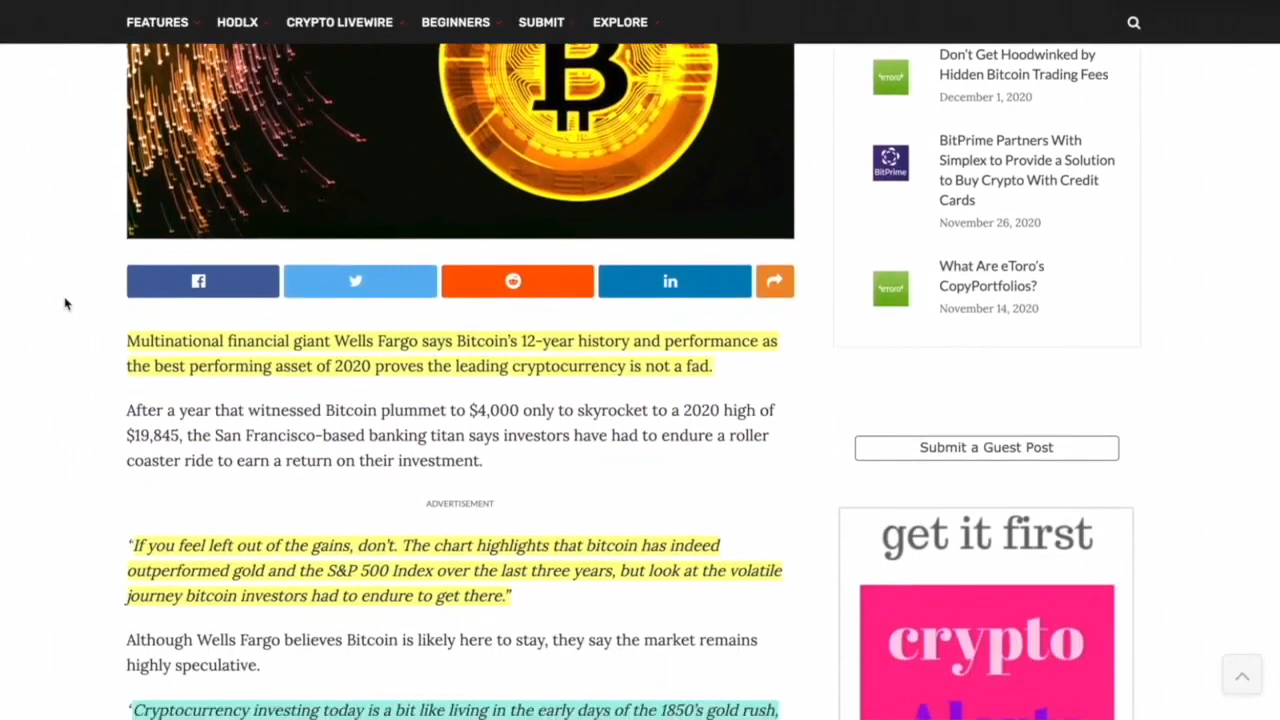 FEATURES HODLX CRYPTO LIVEWIRE BEGINNERS SUBMIT EXPLORE
B
Multinational financial giant Wells Fargo says Bitcoin's 12-year history and performance as
the best performing asset of 2020 proves the leading cryptocurrency is not a fad.
After a year that witnessed Bitcoin plummet to $4,000 only to skyrocket to a 2020 high of
$19,845, the San Francisco-based banking titan says investors have had to endure a roller
coaster ride to earn a return on their investment.
ADVERTISEMENT
“If you feel left out of the gains, don't. The chart highlights that bitcoin has indeed
outperformed gold and the S&P 500 Index over the last three years, but look at the volatile
journey bitcoin investors had to endure to get there.”
Although Wells Fargo believes Bitcoin is likely here to stay, they say the market remains
highly speculative.
“Cryptocurrency investing today is a bit like living in the early days of the 1850's gold rush,
eTORO
Don't Get Hoodwinked by
Hidden Bitcoin Trading Fees
December 1, 2020
BitPrime
BitPrime Partners With
Simplex to Provide a Solution
to Buy Crypto With Credit
Cards
November 26, 2020
eTORO
What Are eToro's
CopyPortfolios?
November 14, 2020
Submit a Guest Post
get it first
crypto
Alerts